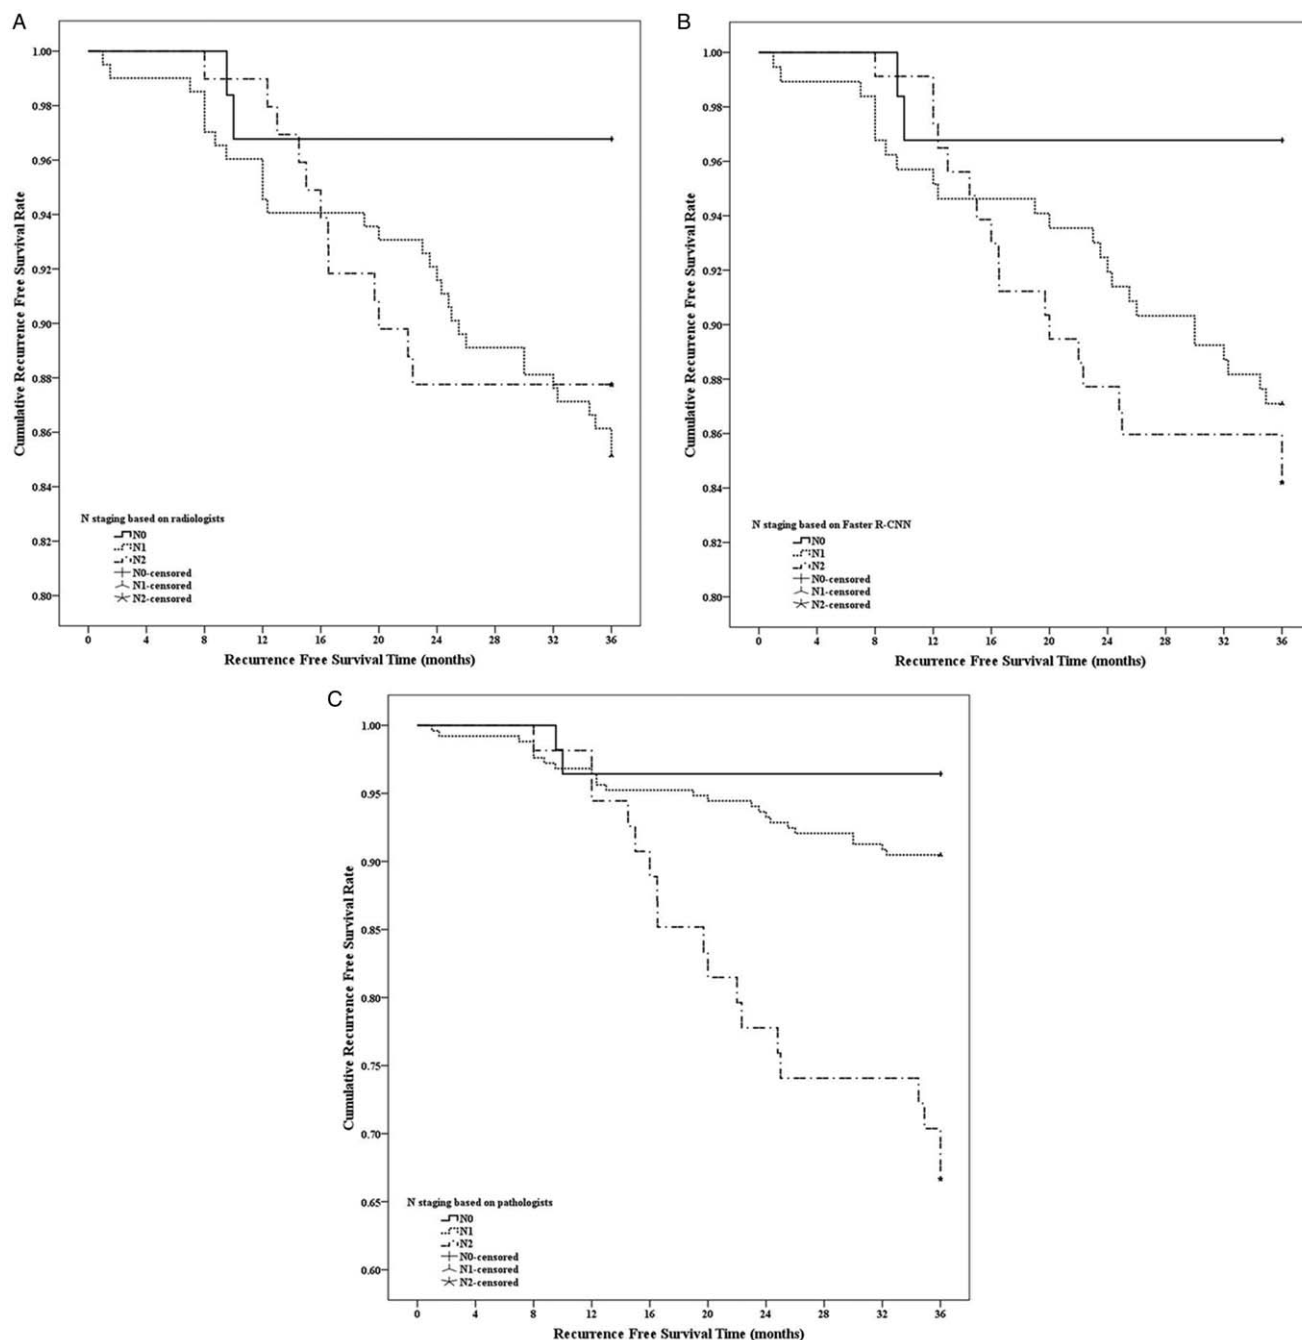 A
1.00
0.98
0.96
0.94
0.92
0.90
0.88
0.86
0.84
0.82
0.80
Cumulative Recurrence Free Survival Rate
N staging based on radiologists
N0
N1
N2
N0-censored
N1-censored
N2-censored
0 4 8 12 16 20 24 28 32 36
Recurrence Free Survival Time (months)
B
1.00
0.98
0.96
0.94
0.92
0.90
0.88
0.86
0.84
0.82
0.80
Cumulative Recurrence Free Survival Rate
N staging based on Faster R-CNN
N0
N1
N2
N0-censored
N1-censored
N2-censored
0 4 8 12 16 20 24 28 32 36
Recurrence Free Survival Time (months)
C
1.00
0.95
0.90
0.85
0.80
0.75
0.70
0.65
0.60
Cumulative Recurrence Free Survival Rate
N staging based on pathologists
N0
N1
N2
N0-censored
N1-censored
N2-censored
0 4 8 12 16 20 24 28 32 36
Recurrence Free Survival Time (months)